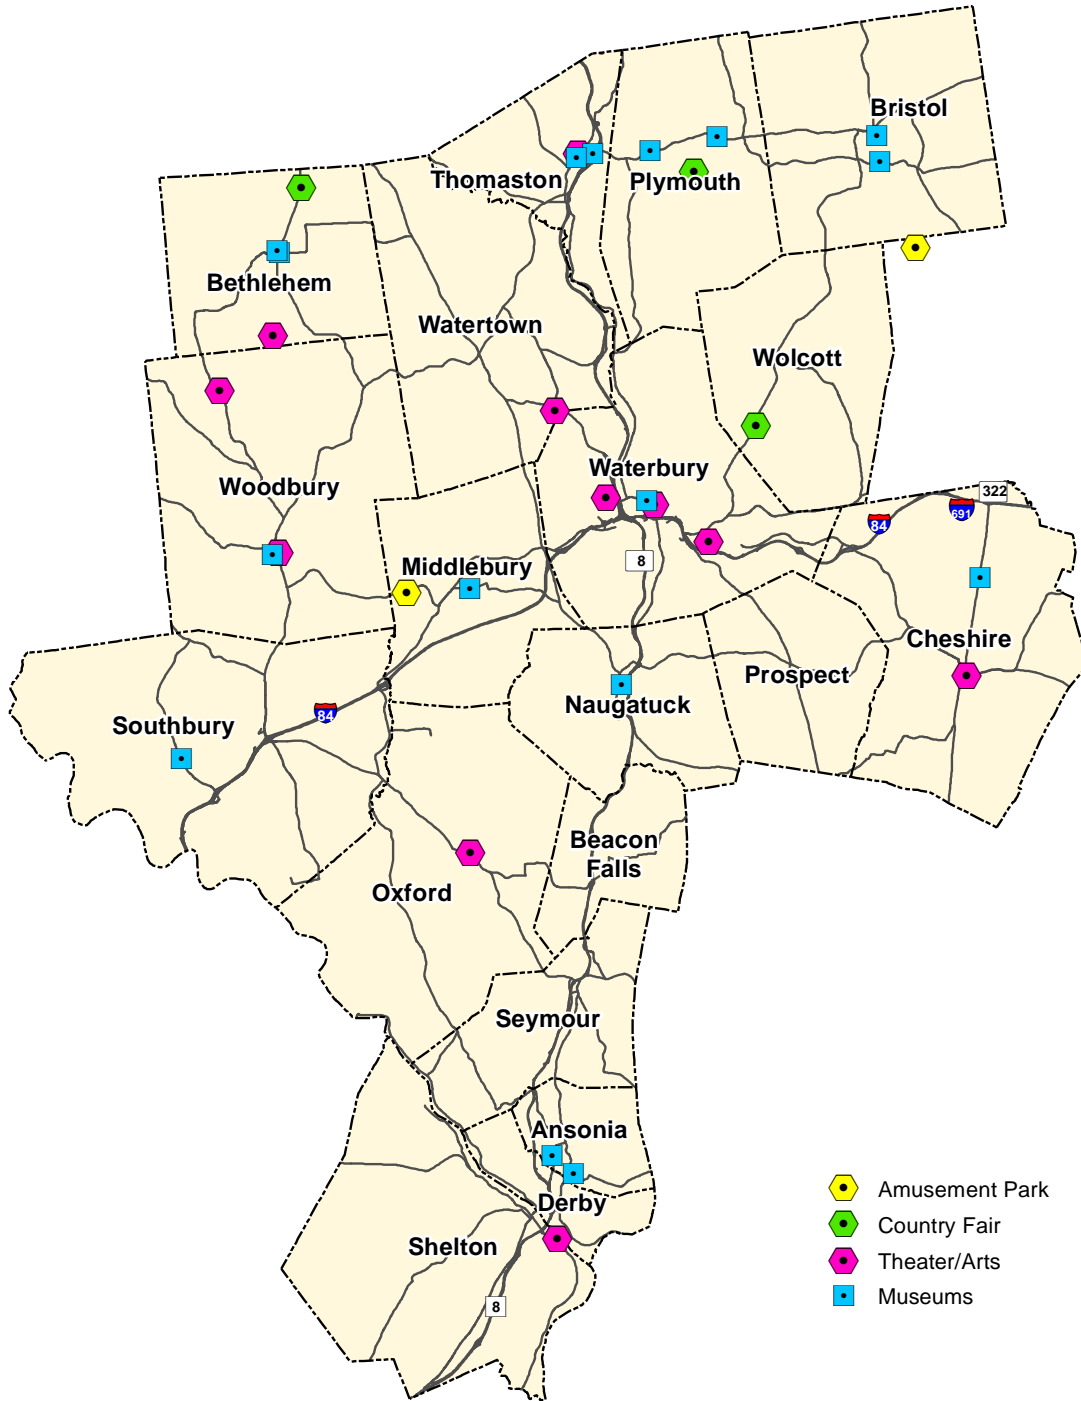 Bristol
Thomaston
Plymouth
Bethlehem
Watertown
Wolcott
Waterbury
Woodbury
322
691
84
8
Middlebury
Cheshire
Prospect
Naugatuck
Southbury
84
Beacon
Falls
Oxford
Seymour
Ansonia
Derby
Shelton
8
Amusement Park
Country Fair
Theater/Arts
Museums